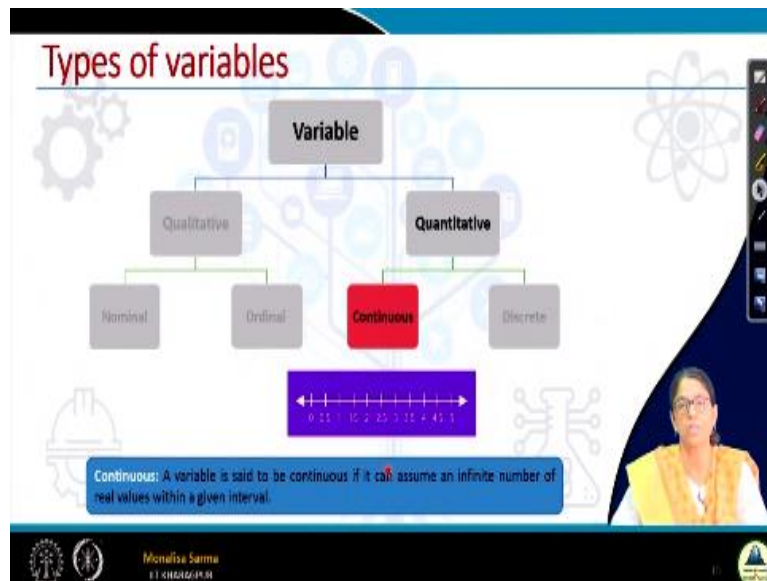 Types of variables
Variable
Qualitative
Quantitative
Nominal
Ordinal
Continuous
Discrete
0 0.5 1 1.5 2 2.5 3 3.5 4 4.5 5
Continuous: A variable is said to be continuous if it can assume an infinite number of
real values within a given interval.
Monalisa Sarma
IIT KHARAGPUR